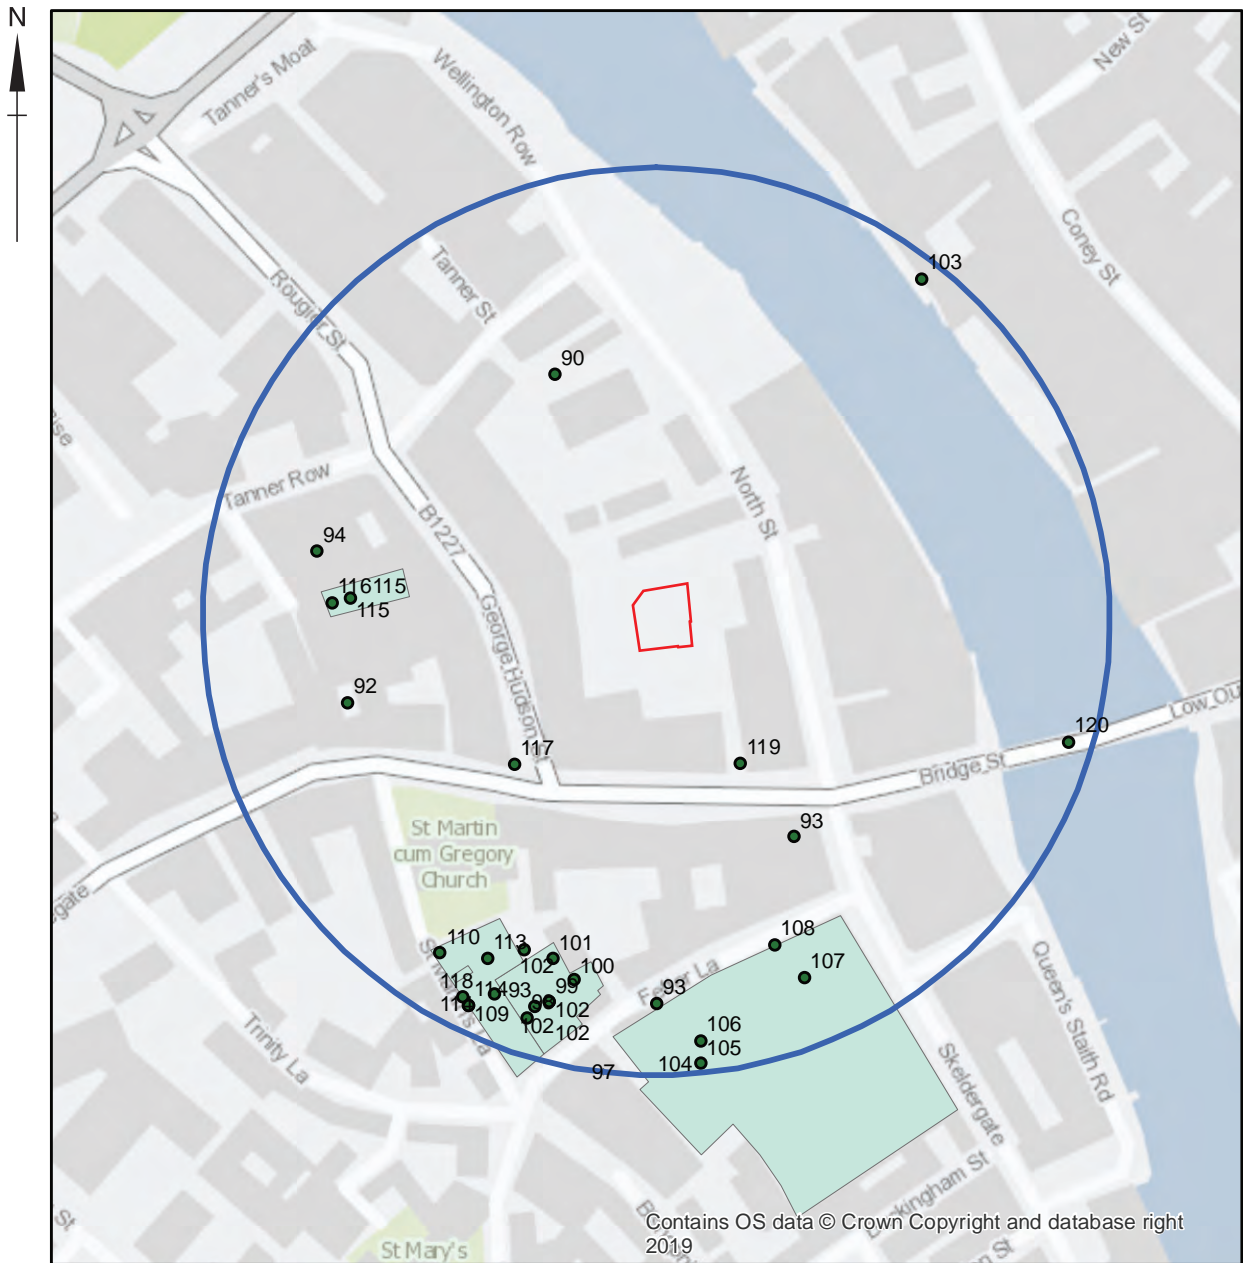 N
Tanner's Moat
Wellington Row
New St
Coney St
103
Tanner St
Rougier St
90
Tanner Row
North St
B1227
94
116 115
115
George Hudson
92
117
119
120
Low Ou
Bridge St
93
St Martin
cum Gregory
Church
gate
110
113
101
102
100
108
107
118
114
93
99
109
102
102
102
Fetter La
93
106
105
104
97
Trinity La
Queen's Staith Rd
Skeldergate
St
St Mary's
Contains OS data © Crown Copyright and database right
2019